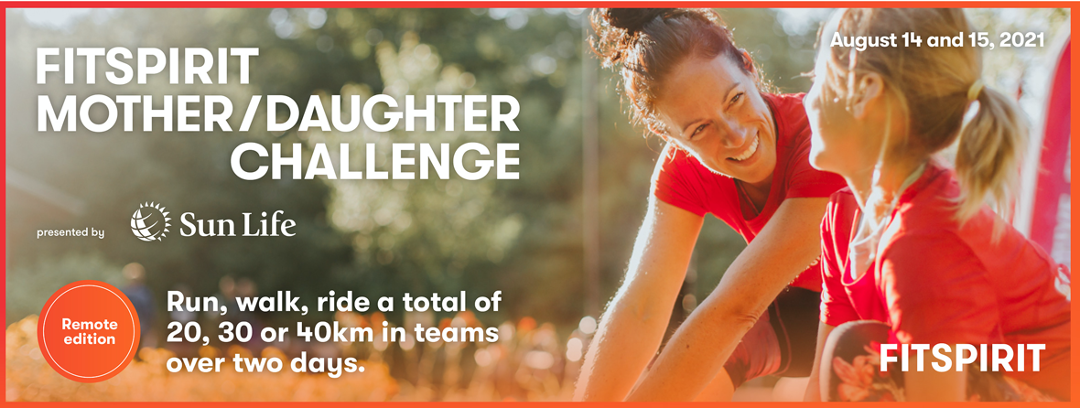 FITSPIRIT
MOTHER/DAUGHTER
CHALLENGE
August 14 and 15, 2021
presented by
Sun Life
Remote
edition
Run, walk, ride a total of
20, 30 or 40km in teams
over two days.
FITSPIRIT